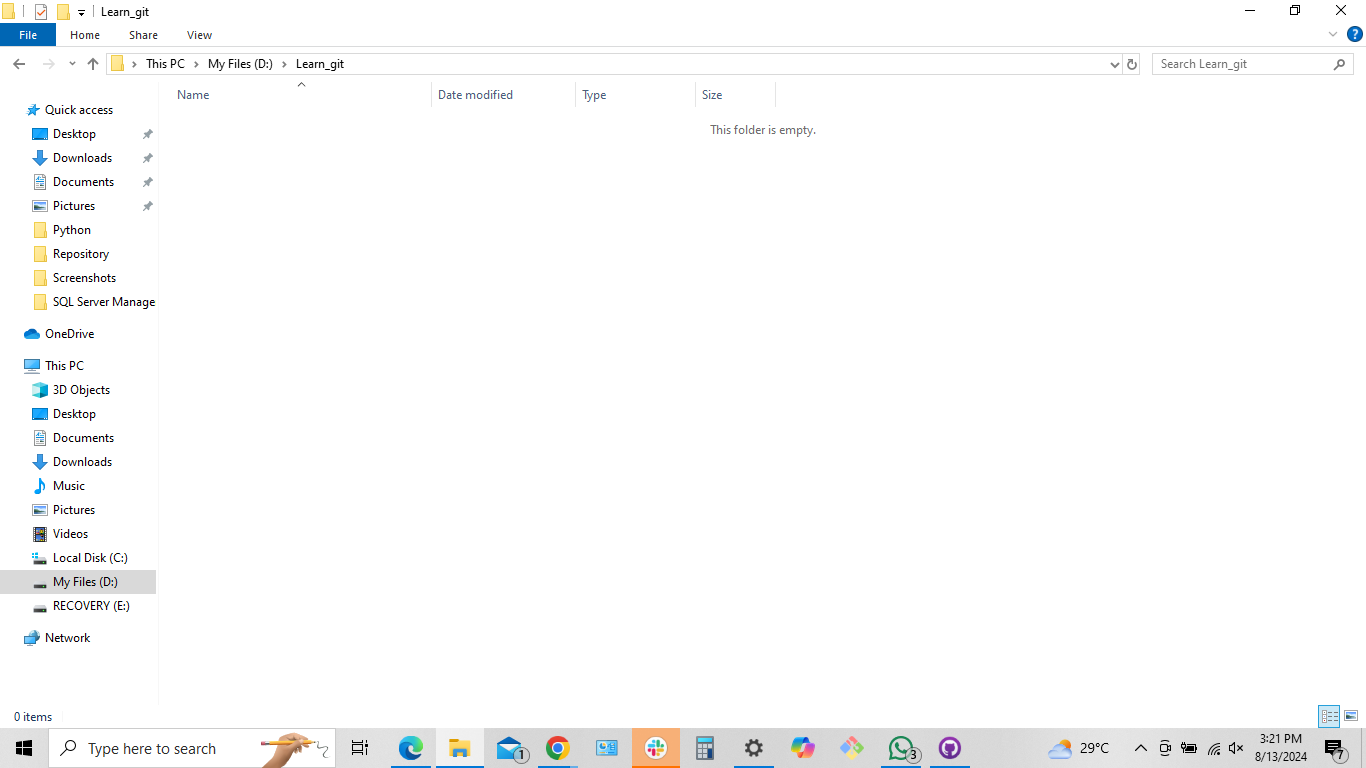 Learn_git
File Home Share View
This PC My Files (D:) Learn_git
Search Learn_git
Name Date modified Type Size
This folder is empty.
Quick access
Desktop
Downloads
Documents
Pictures
Python
Repository
Screenshots
SQL Server Manage
OneDrive
This PC
3D Objects
Desktop
Documents
Downloads
Music
Pictures
Videos
Local Disk (C:)
My Files (D:)
RECOVERY (E:)
Network
0 items
Type here to search
1
3
29°C
3:21 PM
8/13/2024
7